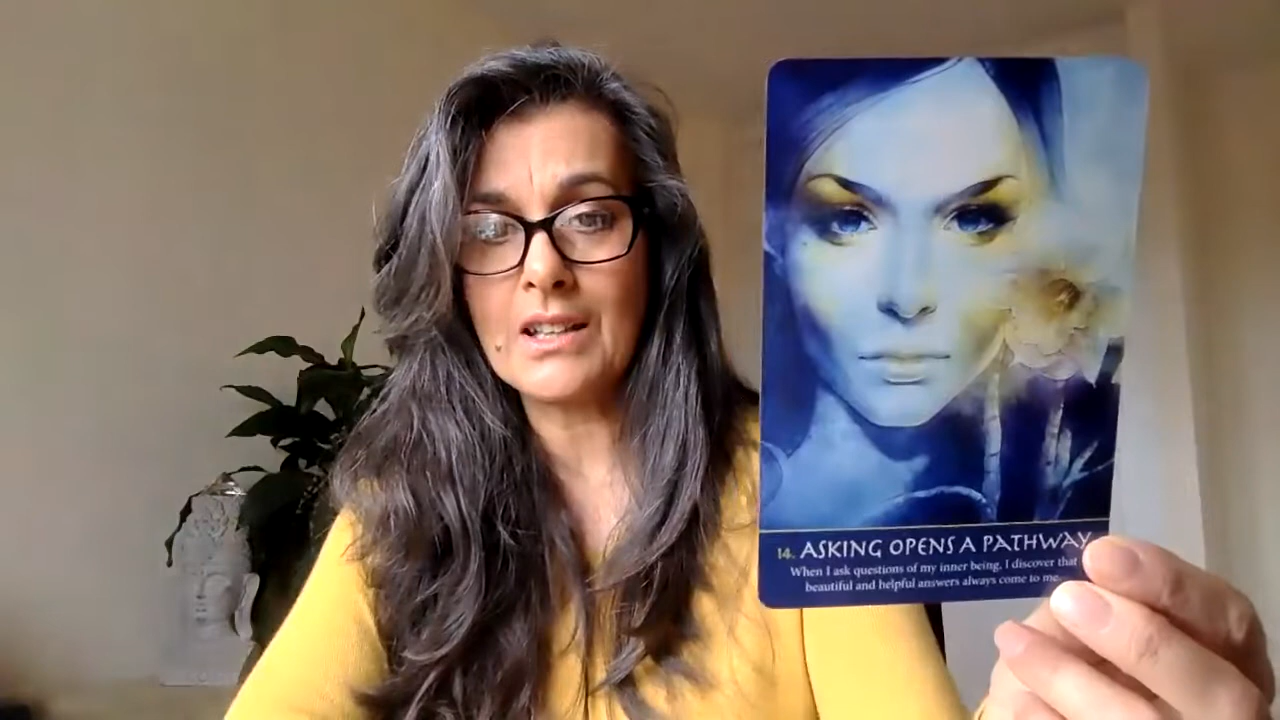 14. ASKING OPENS A PATHWAY
When I ask questions of my inner being, I discover that
beautiful and helpful answers always come to me.